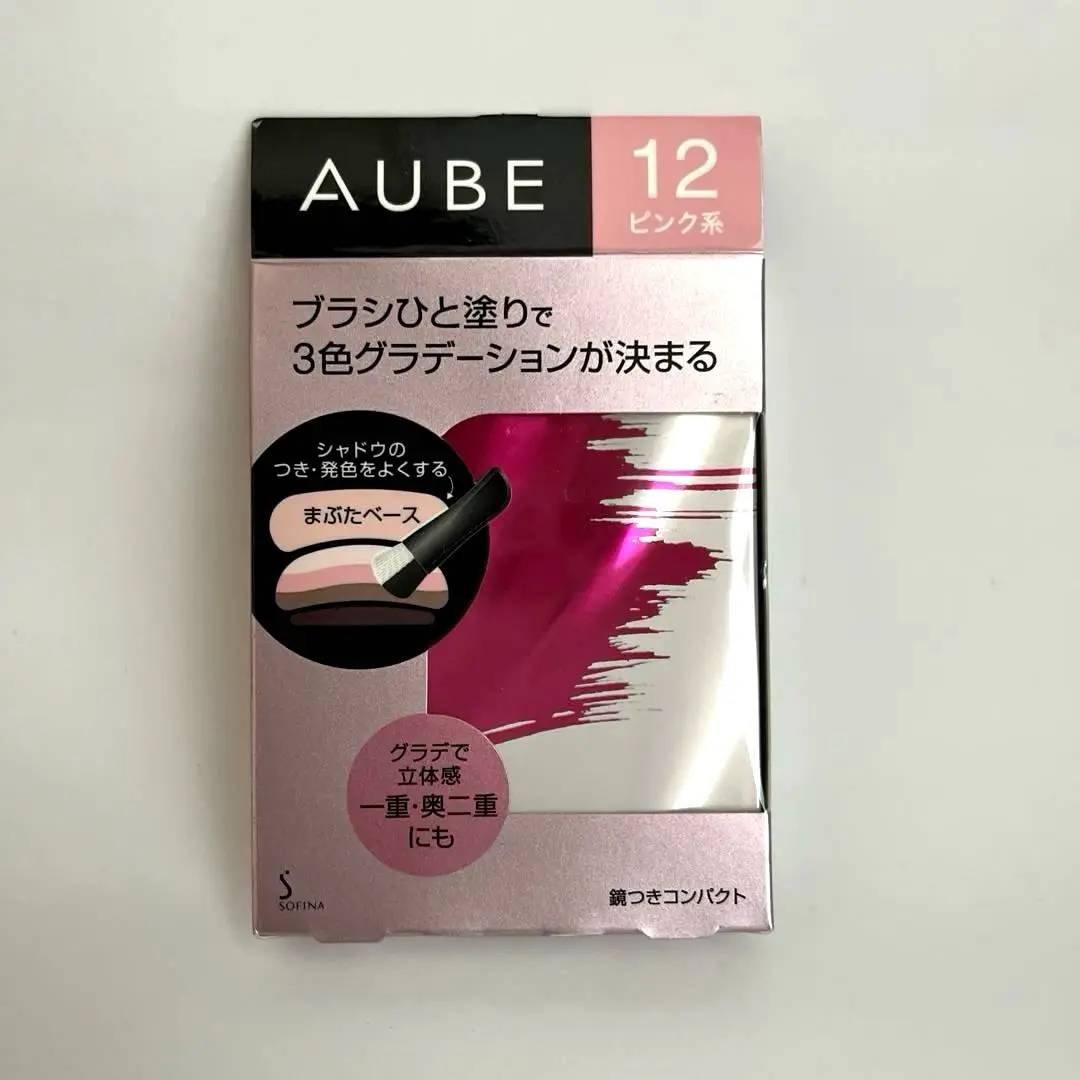 AUBE
12
ピンク系
ブラシひと塗りで
3色グラデーションが決まる
シャドウの
つき・発色をよくする
まぶたベース
グラデで
立体感
一重・奥二重
にも
SOFINA
鏡つきコンパクト